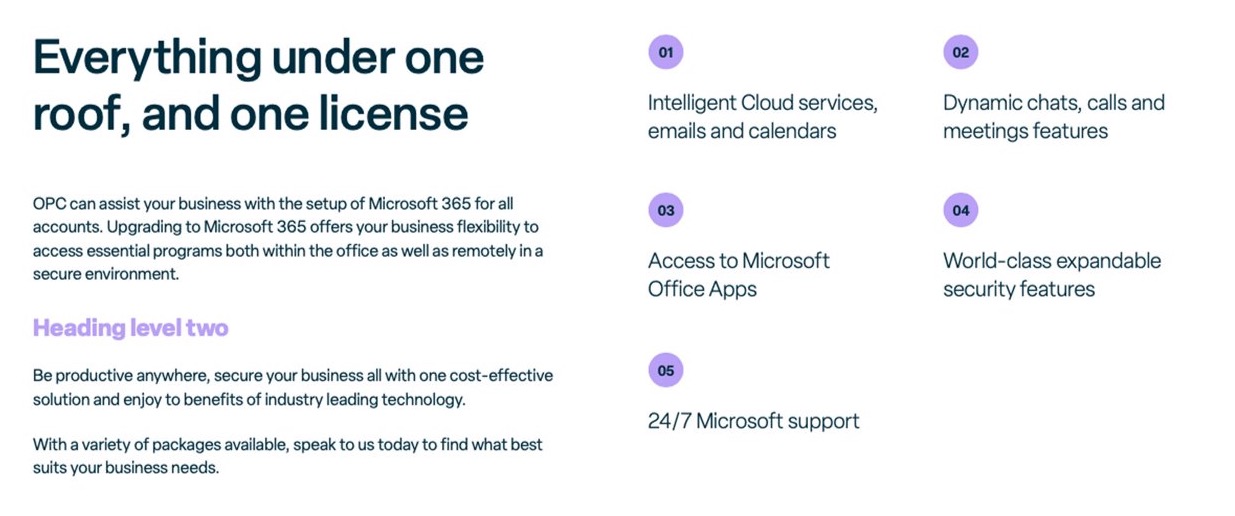 Everything under one
roof, and one license
OPC can assist your business with the setup of Microsoft 365 for all
accounts. Upgrading to Microsoft 365 offers your business flexibility to
access essential programs both within the office as well as remotely in a
secure environment.
Heading level two
Be productive anywhere, secure your business all with one cost-effective
solution and enjoy to benefits of industry leading technology.
With a variety of packages available, speak to us today to find what best
suits your business needs.
01
Intelligent Cloud services,
emails and calendars
02
Dynamic chats, calls and
meetings features
03
Access to Microsoft
Office Apps
04
World-class expandable
security features
05
24/7 Microsoft support